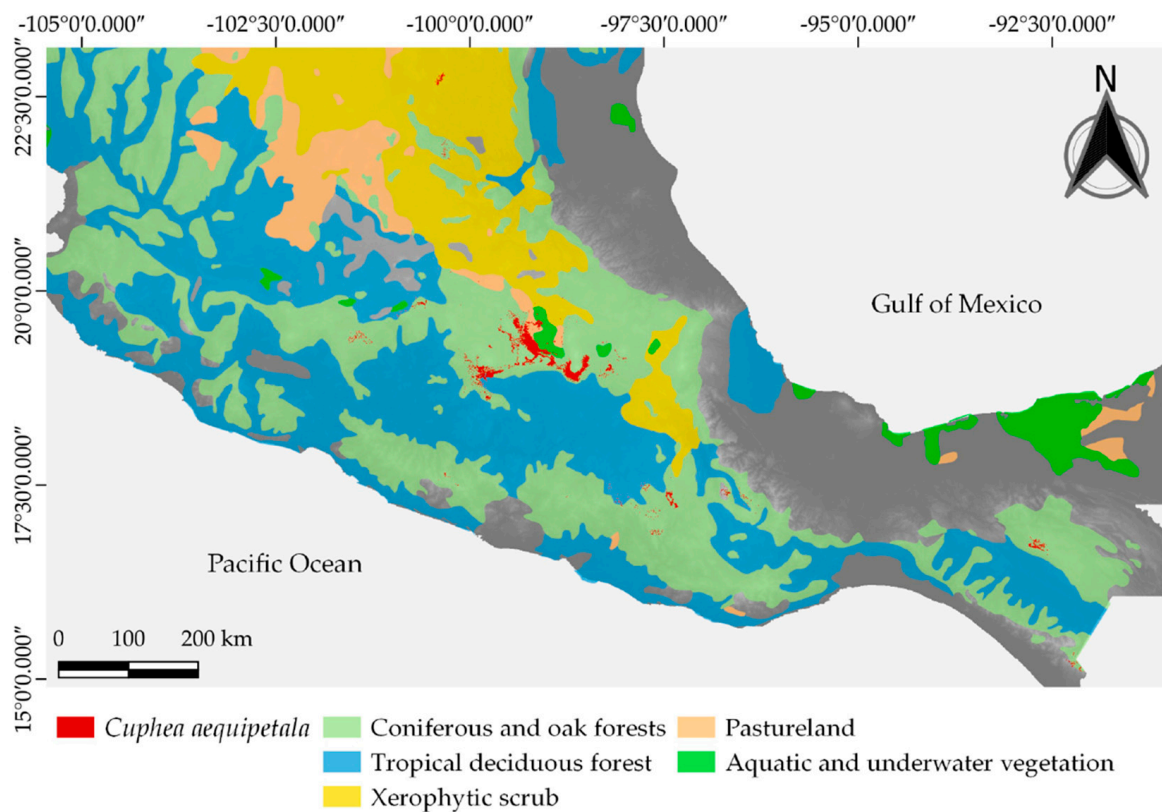 -105°0'0.000" -102°30'0.000" -100°0'0.000" -97°30'0.000" -95°0'0.000" -92°30'0.000"
22°30'0.000"
20°0'0.000"
17°30'0.000"
15°0'0.000"
N
Gulf of Mexico
Pacific Ocean
0 100 200 km
Cuphea aequipetala
Coniferous and oak forests
Pastureland
Tropical deciduous forest
Aquatic and underwater vegetation
Xerophytic scrub